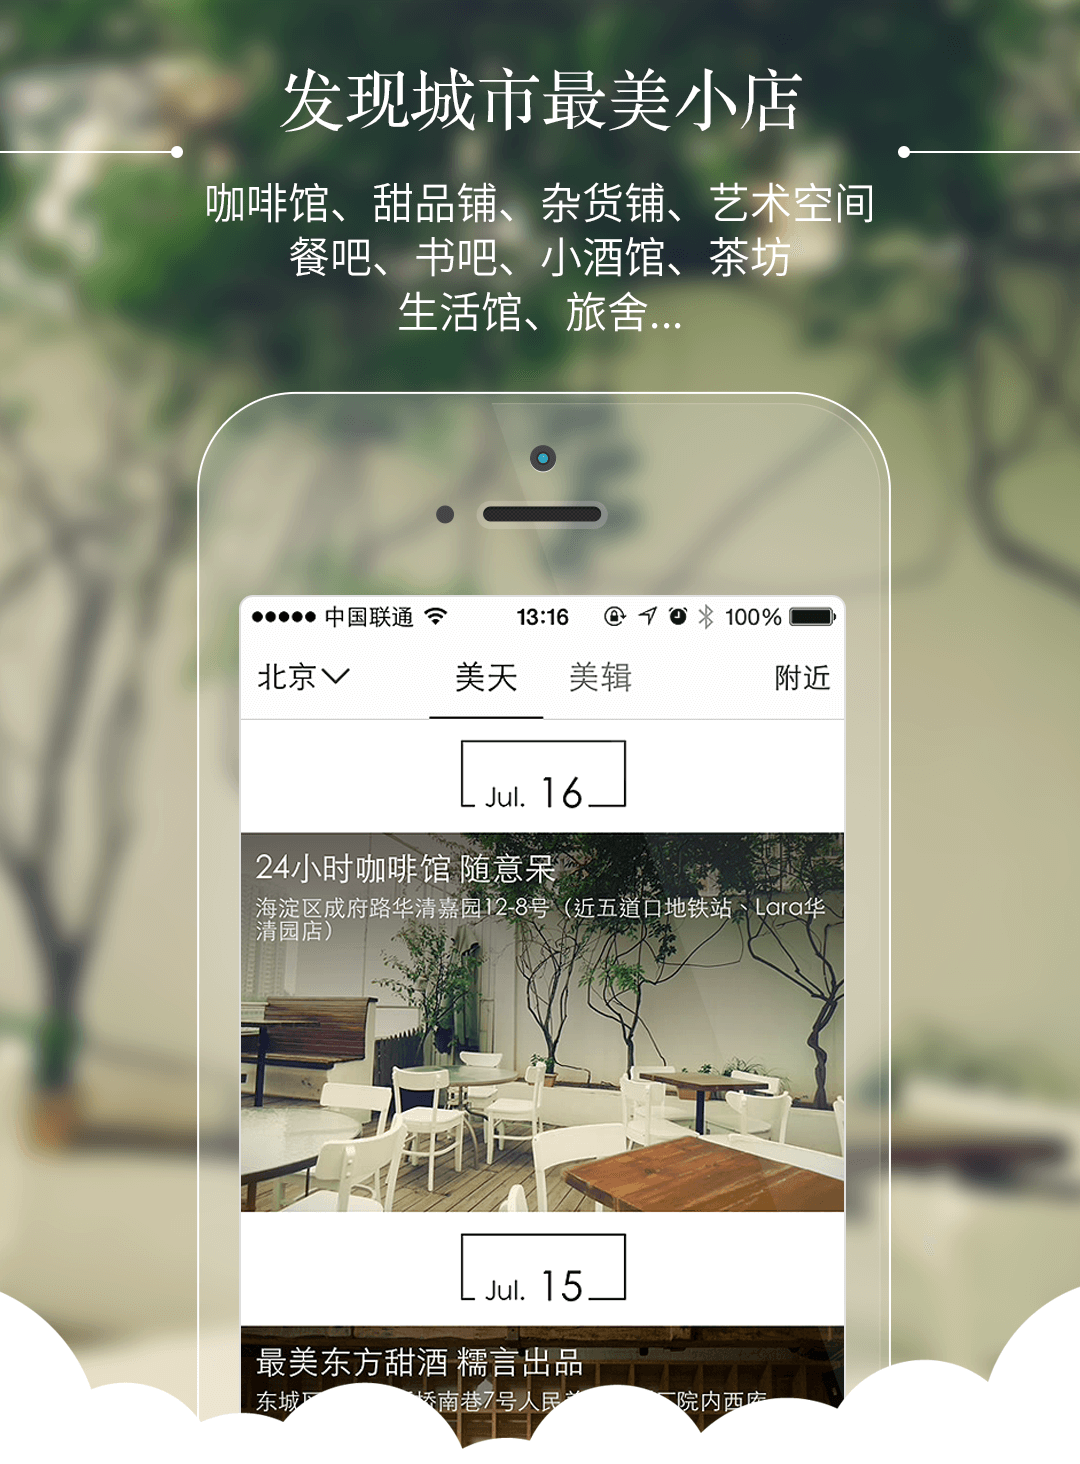 发现城市最美小店
咖啡馆、甜品铺、杂货铺、艺术空间
餐吧、书吧、小酒馆、茶坊
生活馆、旅舍...
中国联通 13:16 100%
北京 美天 美辑 附近
Jul. 16
24小时咖啡馆 随意呆
海淀区成府路华清嘉园12-8号（近五道口地铁站、Lara华
清园店）
Jul. 15
最美东方甜酒 糯言出品
东城 桥南巷7号人民 院内西库